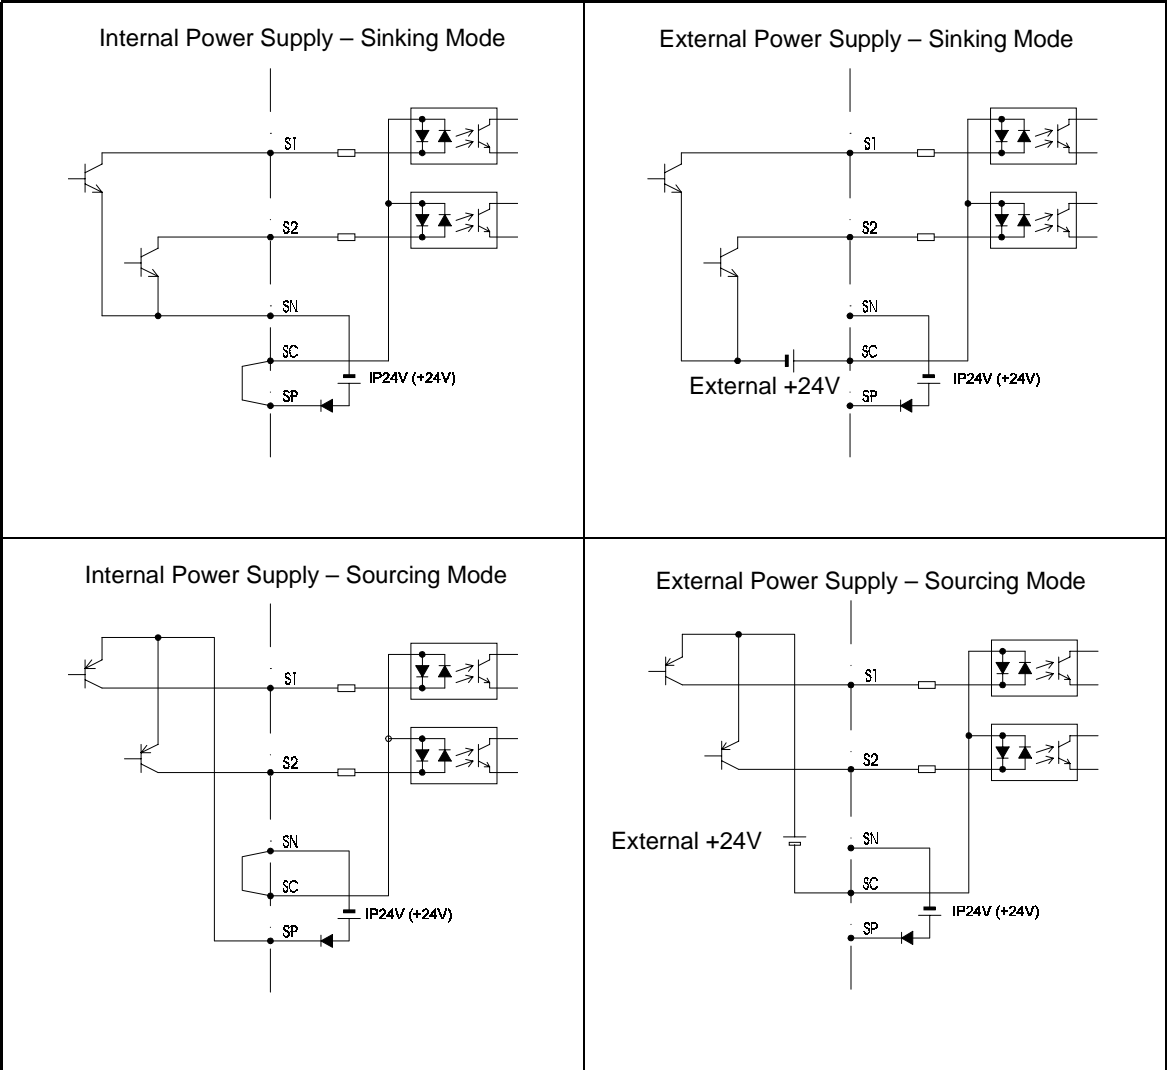 Internal Power Supply – Sinking Mode
S1
S2
SN
SC
IP24V (+24V)
SP
External Power Supply – Sinking Mode
S1
S2
SN
SC
IP24V (+24V)
External +24V
SP
Internal Power Supply – Sourcing Mode
S1
S2
SN
SC
IP24V (+24V)
SP
External Power Supply – Sourcing Mode
S1
S2
External +24V
SN
SC
IP24V (+24V)
SP